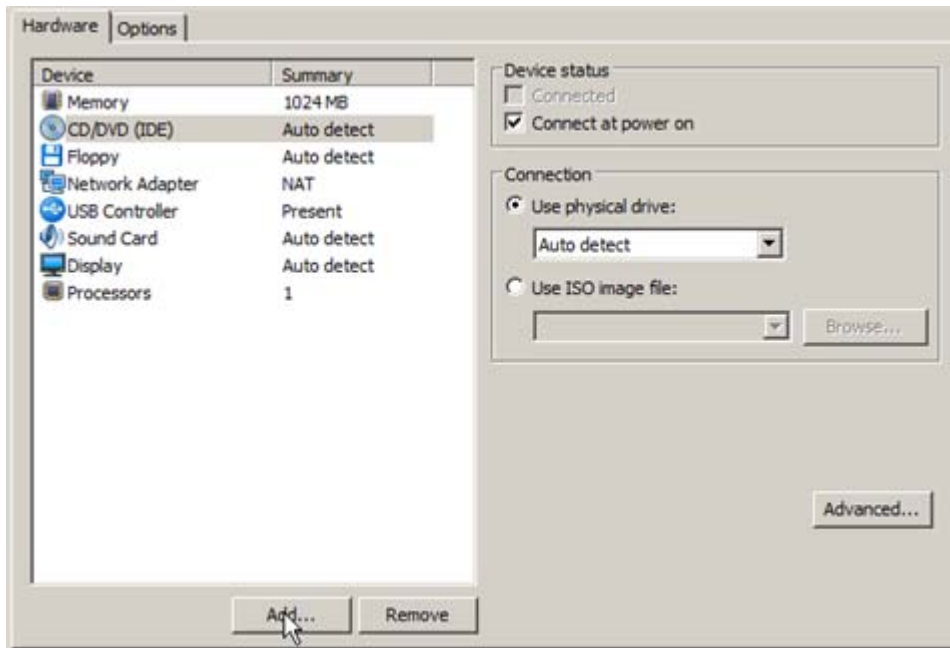 Hardware Options
Device Summary
Memory 1024 MB
CD/DVD (IDE) Auto detect
Floppy Auto detect
Network Adapter NAT
USB Controller Present
Sound Card Auto detect
Display Auto detect
Processors 1
Add... Remove
Device status
Connected
Connect at power on
Connection
Use physical drive:
Auto detect
Use ISO image file:
Browse...
Advanced...